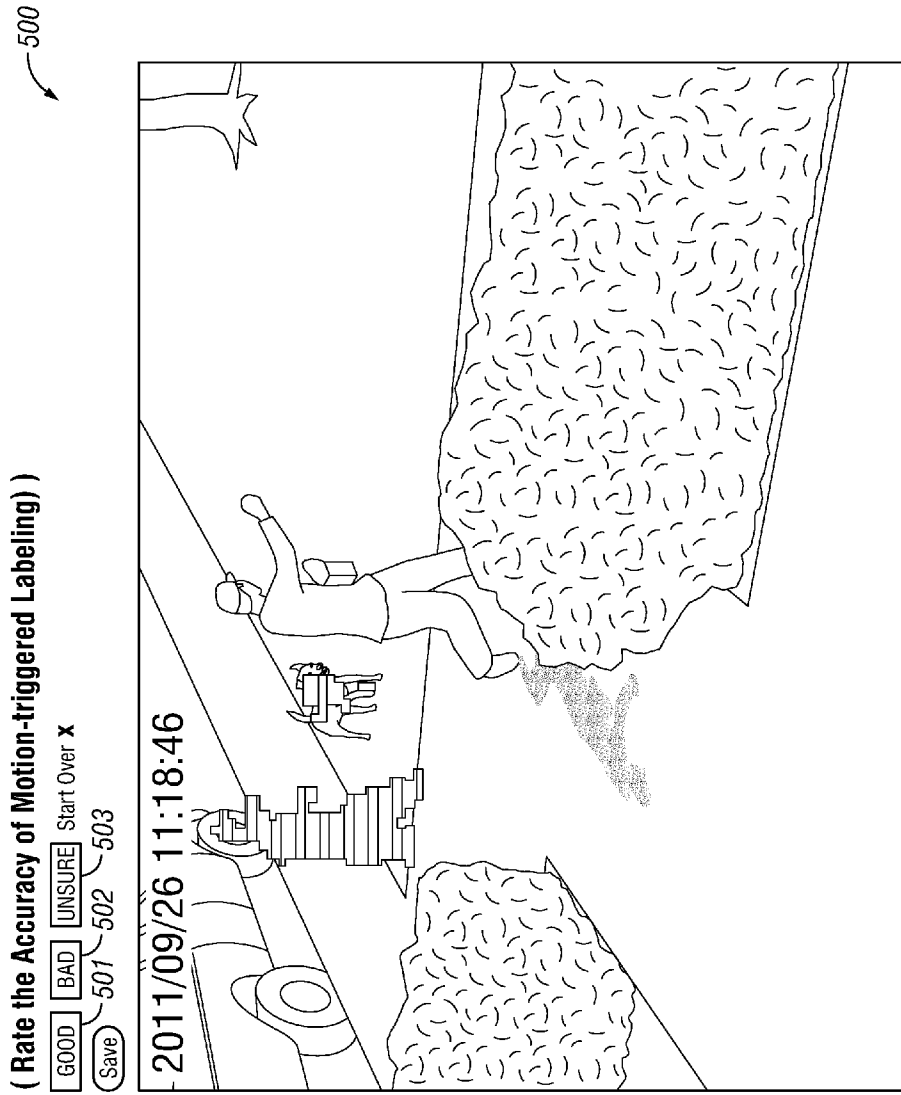 500
( Rate the Accuracy of Motion-triggered Labeling) )
GOOD BAD UNSURE Start Over X
Save 501 502 503
2011/09/26 11:18:46